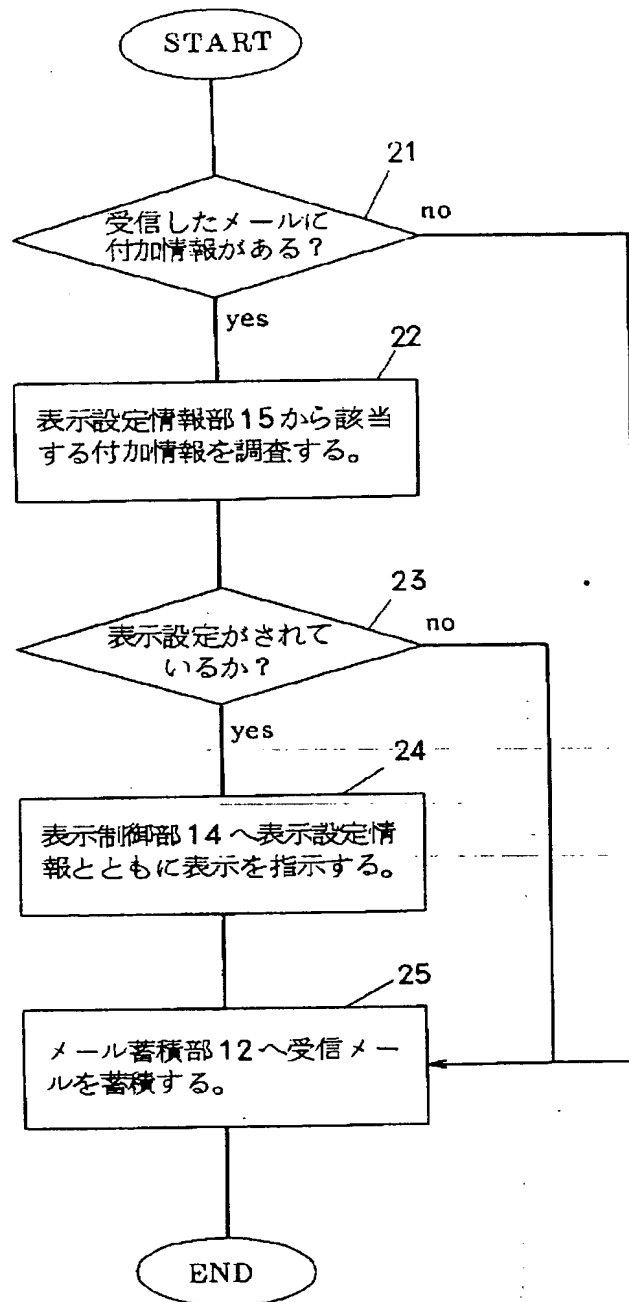 START
21
受信したメールに
付加情報がある?
no
yes
22
表示設定情報部15から該当
する付加情報を調査する。
23
表示設定がされて
いるか?
no
yes
24
表示制御部14へ表示設定情
報とともに表示を指示する。
25
メール蓄積部12へ受信メー
ルを蓄積する。
END